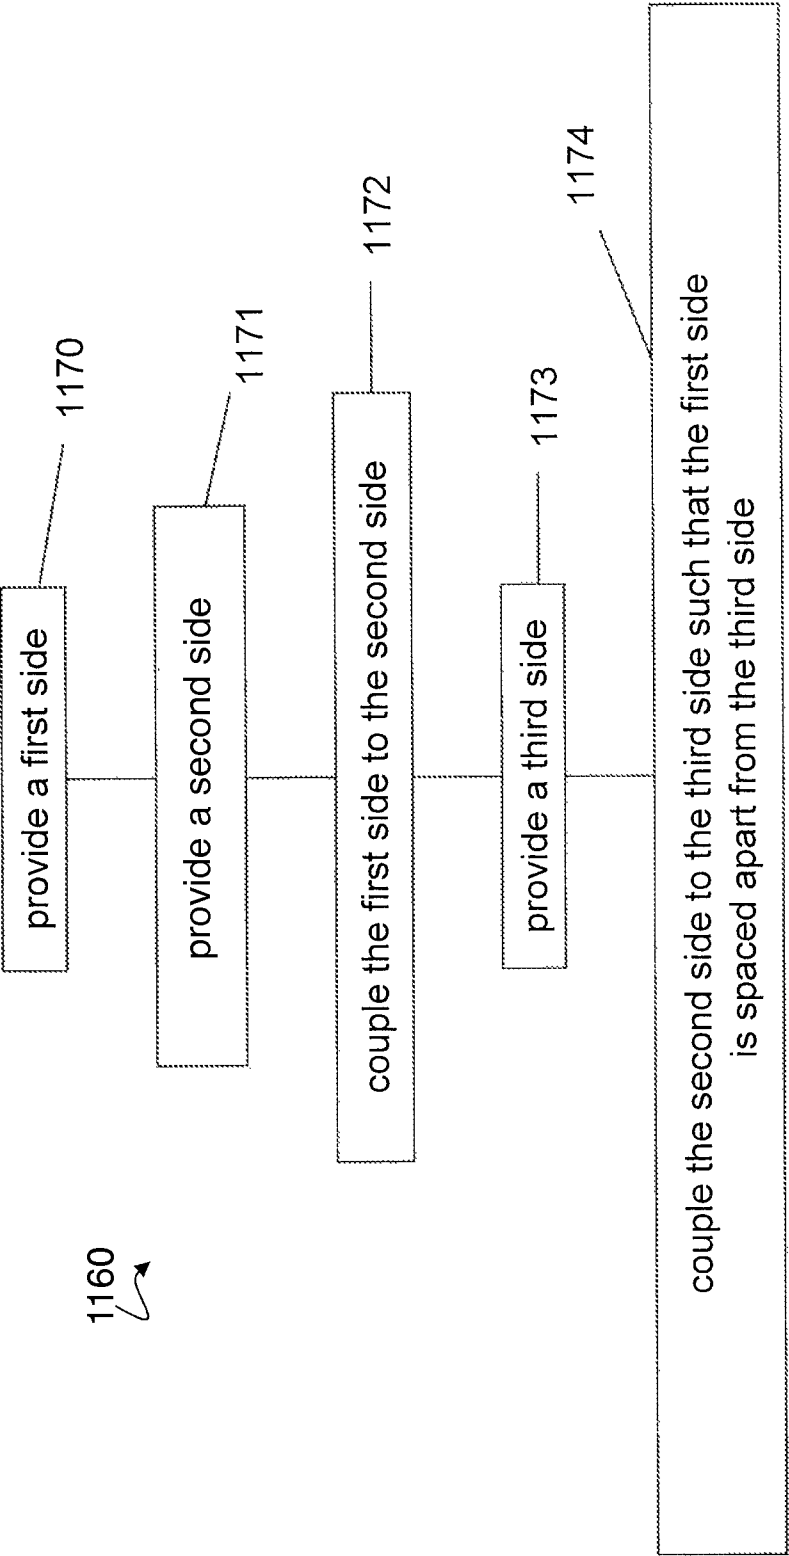 1160
provide a first side
1170
provide a second side
1171
couple the first side to the second side
1172
provide a third side
1173
couple the second side to the third side such that the first side
is spaced apart from the third side
1174